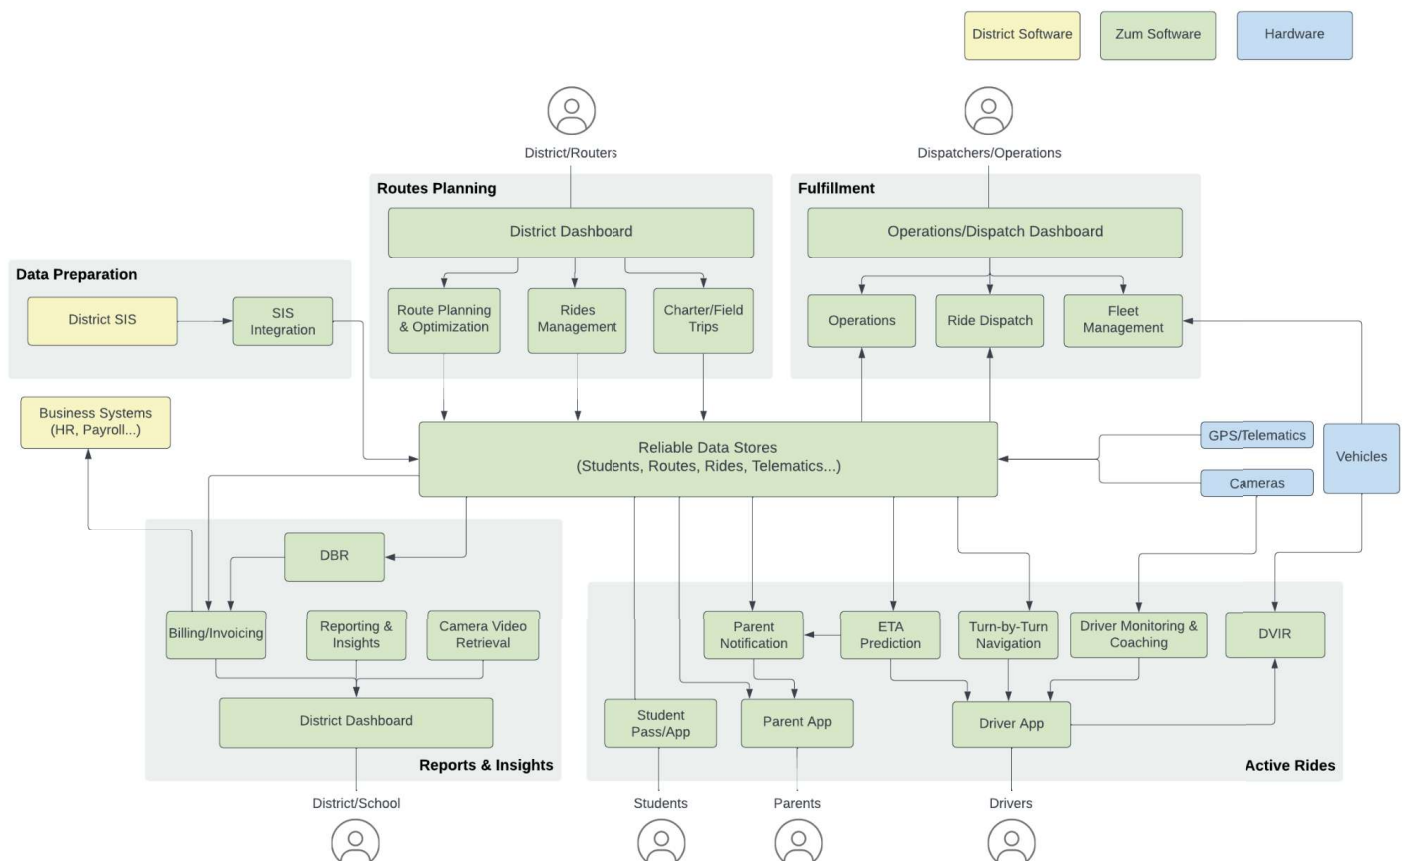 District Software
Zum Software
Hardware
District/Routers
Dispatchers/Operations
Routes Planning
Fulfillment
District Dashboard
Operations/Dispatch Dashboard
Data Preparation
District SIS
SIS
Integration
Route Planning
& Optimization
Rides
Management
Charter/Field
Trips
Operations
Ride Dispatch
Fleet
Management
Business Systems
(HR, Payroll...)
Reliable Data Stores
(Students, Routes, Rides, Telematics...)
GPS/Telematics
Cameras
Vehicles
DBR
Billing/Invoicing
Reporting &
Insights
Camera Video
Retrieval
District Dashboard
Reports & Insights
Parent
Notification
ETA
Prediction
Turn-by-Turn
Navigation
Driver Monitoring &
Coaching
DVIR
Student
Pass/App
Parent App
Driver App
Active Rides
District/School
Students
Parents
Drivers